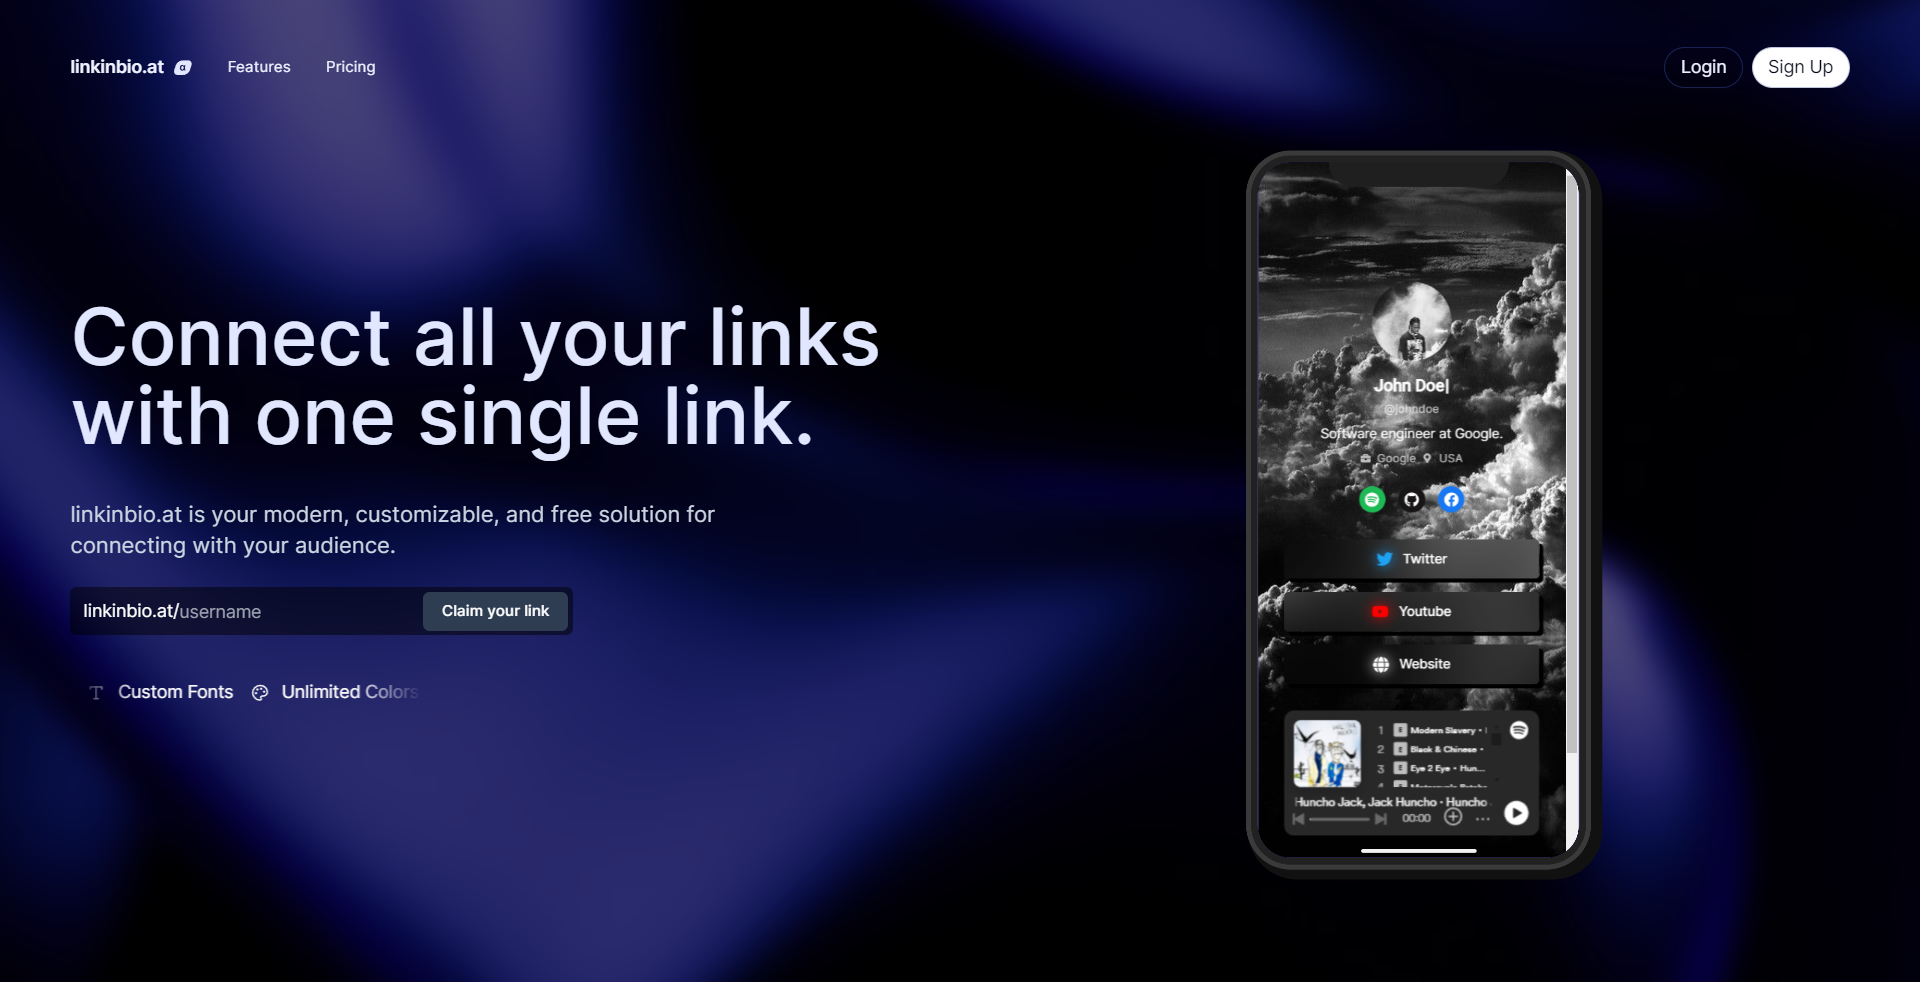 linkinbio.at α Features Pricing Login Sign Up
Connect all your links
with one single link.
linkinbio.at is your modern, customizable, and free solution for
connecting with your audience.
linkinbio.at/username Claim your link
Custom Fonts Unlimited Colors
John Doe|
@johndoe
Software engineer at Google.
Google USA
Twitter
Youtube
Website
1 E Modern Slavery •
2 E Black & Chinese •
3 E Eye 2 Eye • Hun...
4
Huncho Jack, Jack Huncho · Huncho
00:00